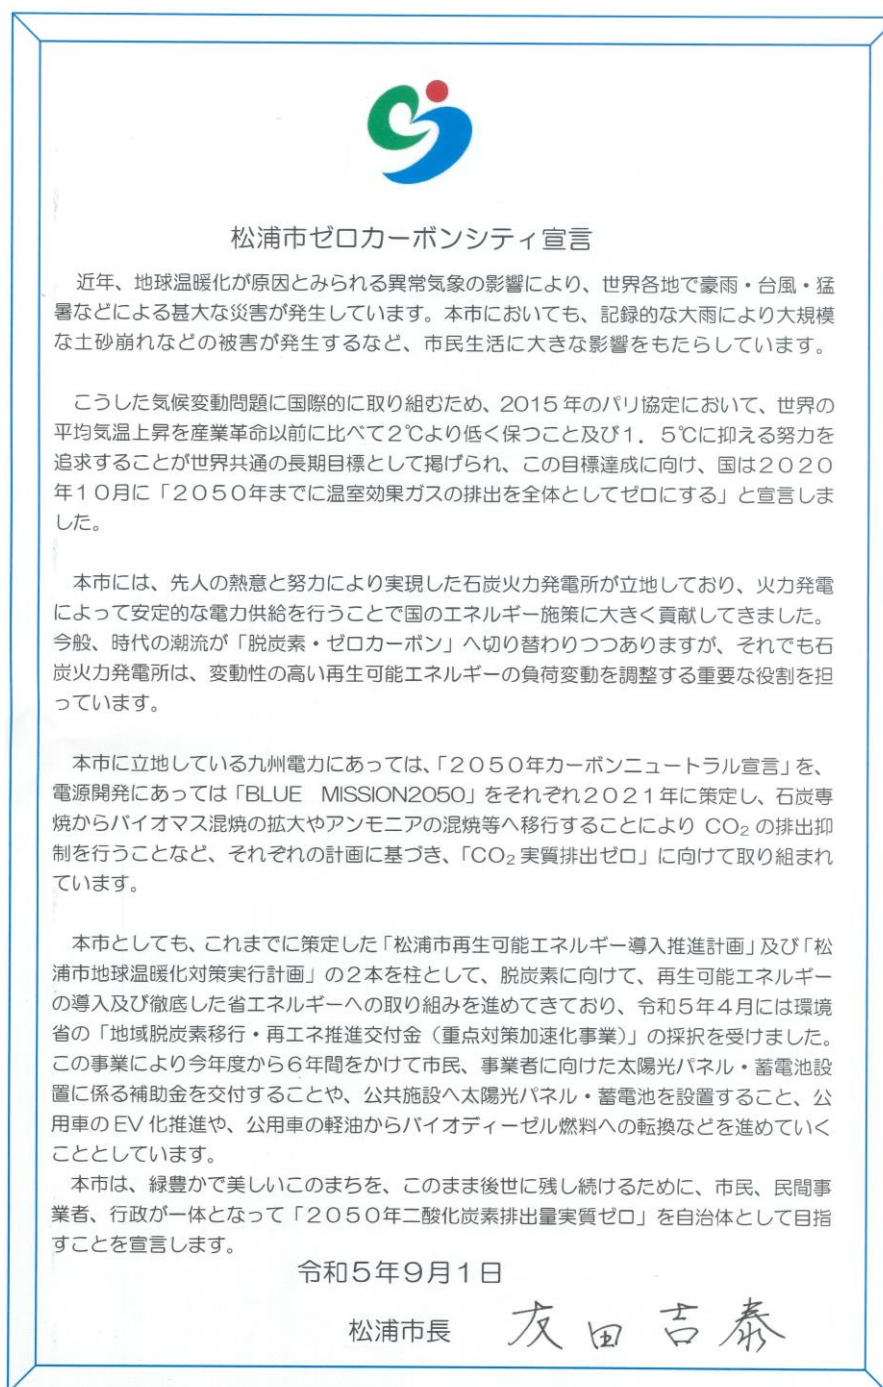 松浦市ゼロカーボンシティ宣言
近年、地球温暖化が原因とみられる異常気象の影響により、世界各地で豪雨・台風・猛
暑などによる甚大な災害が発生しています。本市においても、記録的な大雨により大規模
な土砂崩れなどの被害が発生するなど、市民生活に大きな影響をもたらしています。
こうした気候変動問題に国際的に取り組むため、2015年のパリ協定において、世界の
平均気温上昇を産業革命以前に比べて2℃より低く保つこと及び1．5℃に抑える努力を
追求することが世界共通の長期目標として掲げられ、この目標達成に向け、国は２０２０
年１０月に「２０５０年までに温室効果ガスの排出を全体としてゼロにする」と宣言しま
した。
本市には、先人の熱意と努力により実現した石炭火力発電所が立地しており、火力発電
によって安定的な電力供給を行うことで国のエネルギー施策に大きく貢献してきました。
今般、時代の潮流が「脱炭素・ゼロカーボン」へ切り替わりつつありますが、それでも石
炭火力発電所は、変動性の高い再生可能エネルギーの負荷変動を調整する重要な役割を担
っています。
本市に立地している九州電力にあっては、「２０５０年カーボンニュートラル宣言」を、
電源開発にあっては「BLUE　MISSION2050」をそれぞれ２０２１年に策定し、石炭専
焼からバイオマス混焼の拡大やアンモニアの混焼等へ移行することにより CO₂ の排出抑
制を行うことなど、それぞれの計画に基づき、「CO₂ 実質排出ゼロ」に向けて取り組まれ
ています。
本市としても、これまでに策定した「松浦市再生可能エネルギー導入推進計画」及び「松
浦市地球温暖化対策実行計画」の２本を柱として、脱炭素に向けて、再生可能エネルギー
の導入及び徹底した省エネルギーへの取り組みを進めてきており、令和５年４月には環境
省の「地域脱炭素移行・再エネ推進交付金（重点対策加速化事業）」の採択を受けました。
この事業により今年度から６年間をかけて市民、事業者に向けた太陽光パネル・蓄電池設
置に係る補助金を交付することや、公共施設へ太陽光パネル・蓄電池を設置すること、公
用車の EV 化推進や、公用車の軽油からバイオディーゼル燃料への転換などを進めていく
こととしています。
本市は、緑豊かで美しいこのまちを、このまま後世に残し続けるために、市民、民間事
業者、行政が一体となって「２０５０年二酸化炭素排出量実質ゼロ」を自治体として目指
すことを宣言します。
令和５年９月１日
松浦市長　友田吉泰